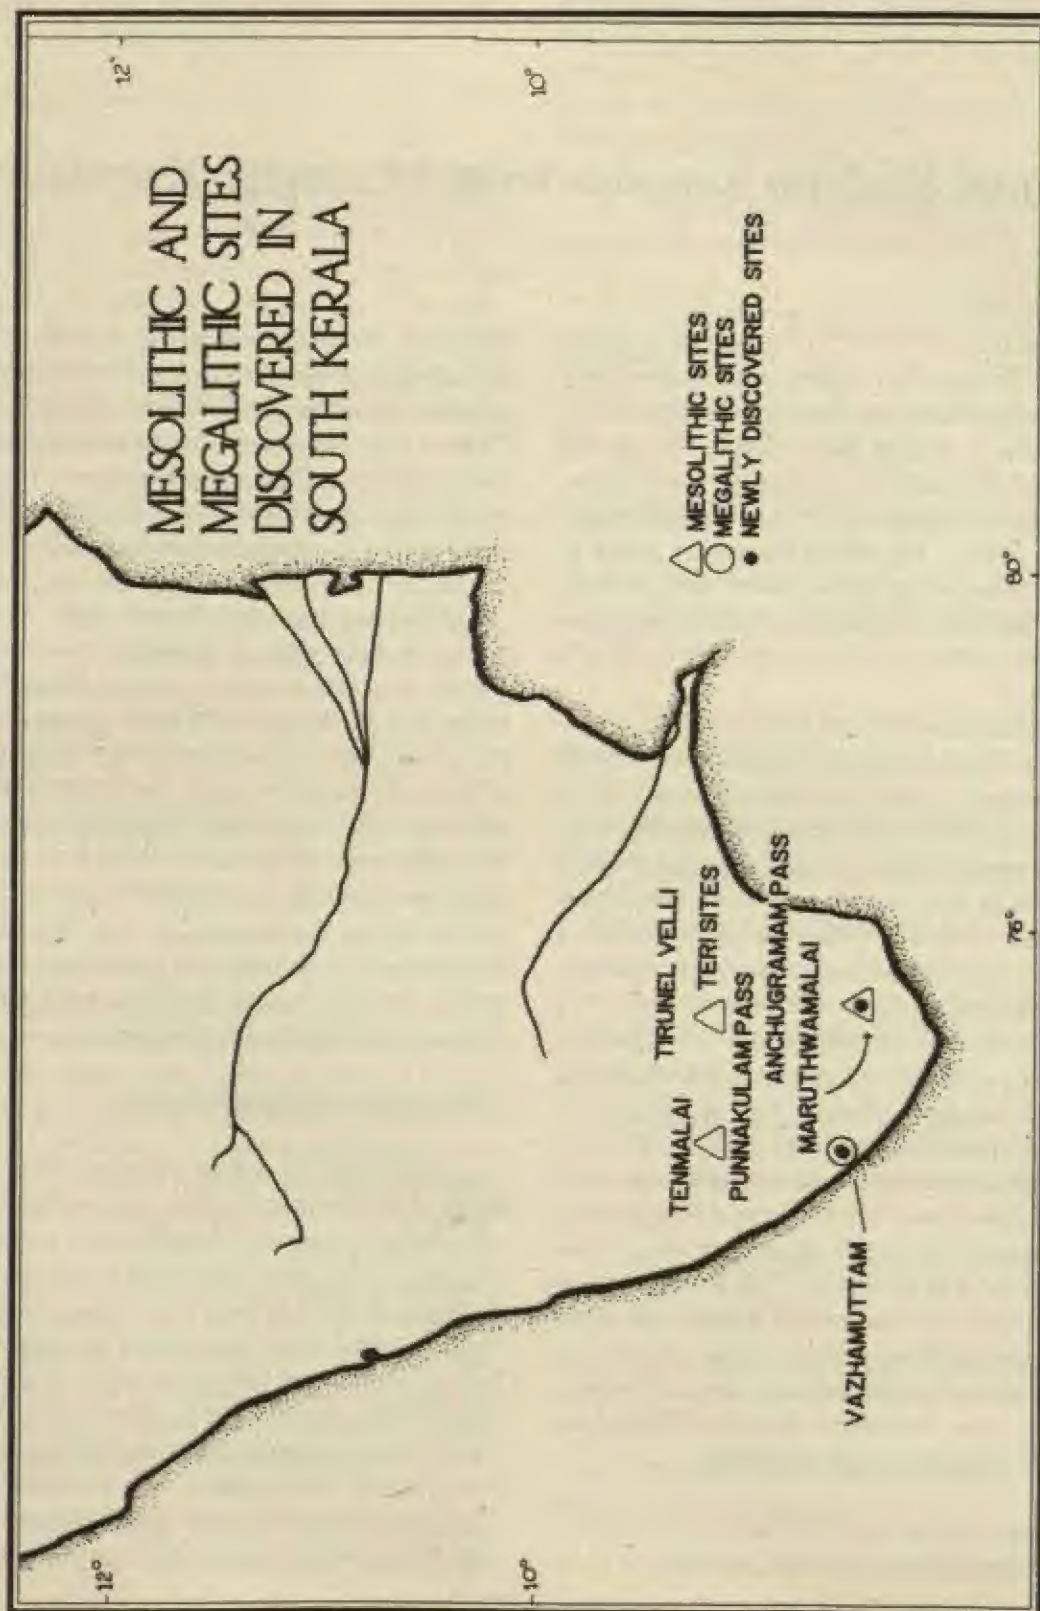 MESOLITHIC AND
MEGALITHIC SITES
DISCOVERED IN
SOUTH KERALA
12°
12°
10°
10°
MESOLITHIC SITES
MEGALITHIC SITES
NEWLY DISCOVERED SITES
TIRUNEL VELLI
TENMALAI
TERI SITES
PUNNAKULAM PASS
ANCHUGRAMAM PASS
MARUTHWAMALAI
VAZHAMUTTAM
76°
80°